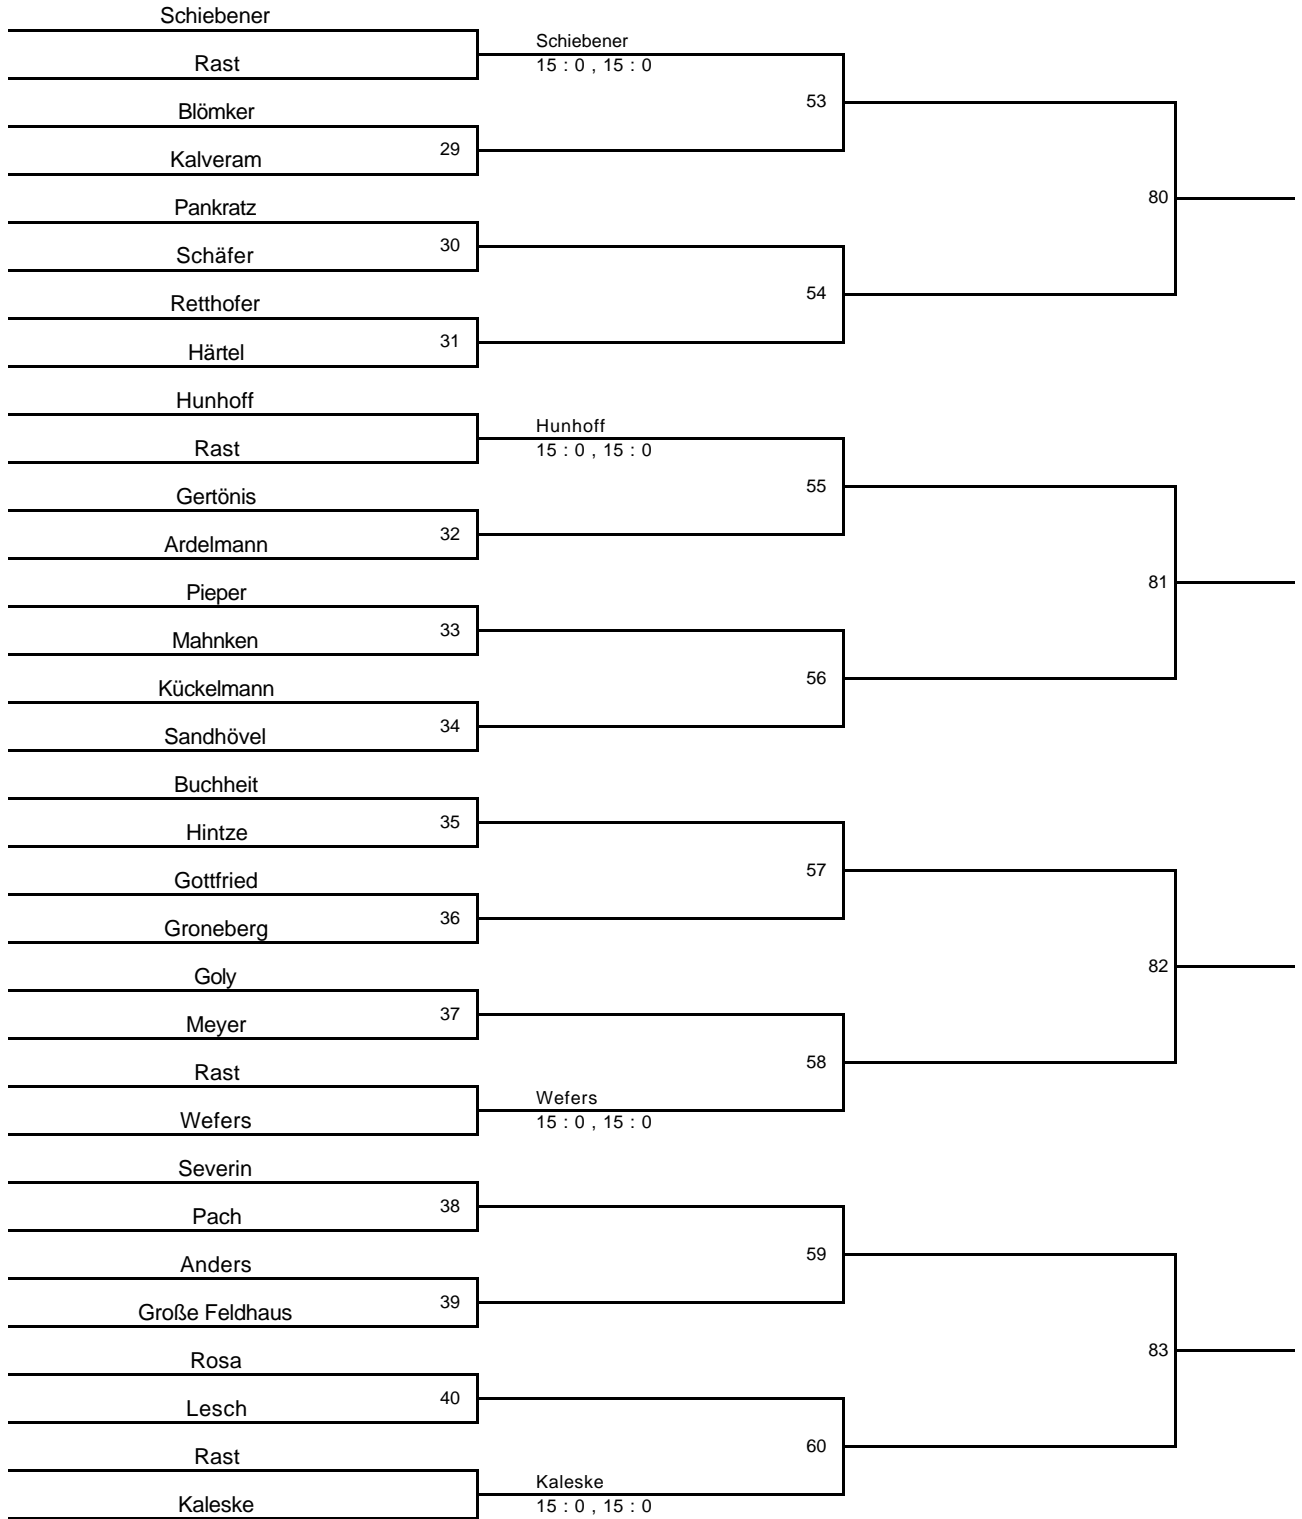 Schiebener
Schiebener
Rast
15 : 0 , 15 : 0
53
Blömker
29
Kalveram
80
Pankratz
30
Schäfer
54
Retthofer
31
Härtel
Hunhoff
Hunhoff
Rast
15 : 0 , 15 : 0
55
Gertönis
32
Ardelmann
81
Pieper
33
Mahnken
56
Kückelmann
34
Sandhövel
Buchheit
35
Hintze
57
Gottfried
36
Groneberg
82
Goly
37
Meyer
58
Rast
Wefers
Wefers
15 : 0 , 15 : 0
Severin
38
Pach
59
Anders
39
Große Feldhaus
83
Rosa
40
Lesch
60
Rast
Kaleske
Kaleske
15 : 0 , 15 : 0